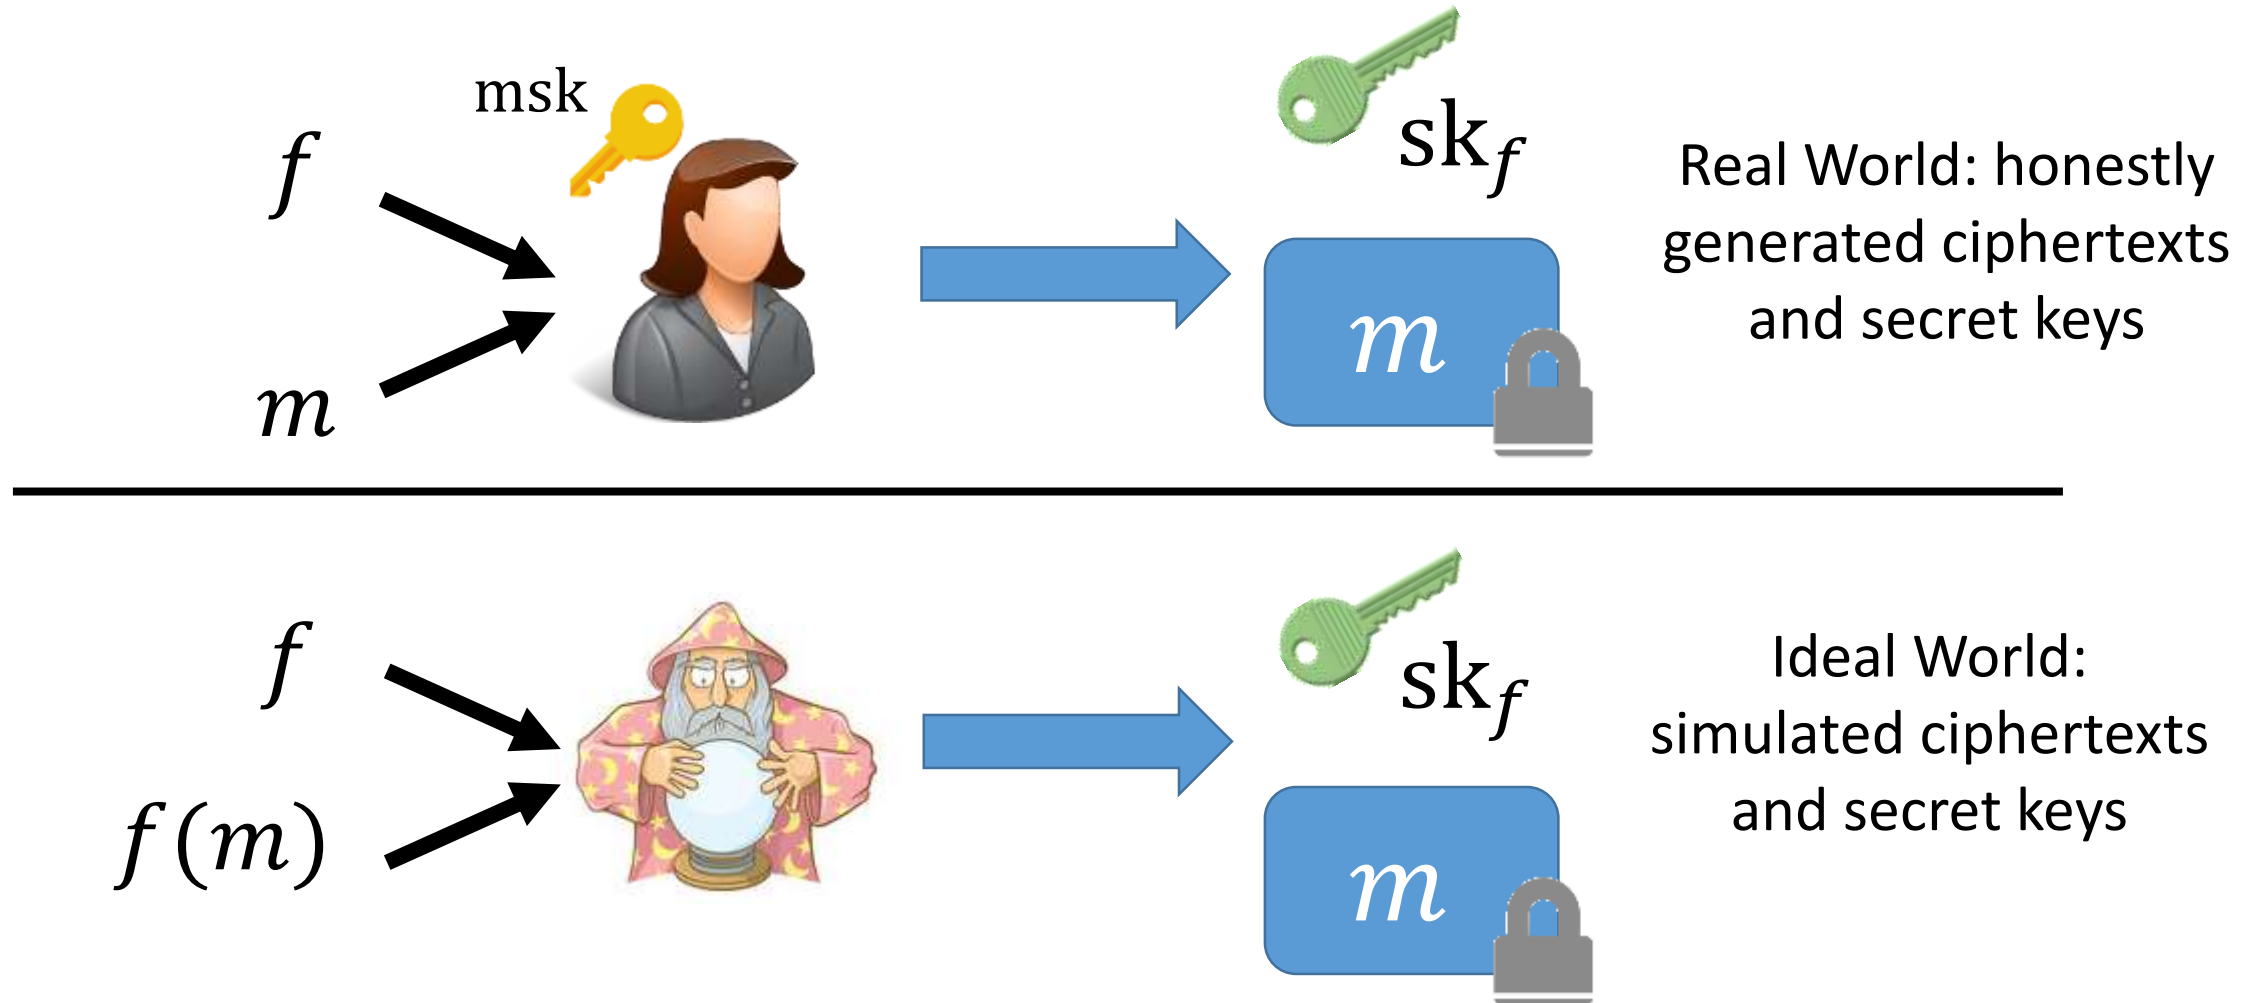 msk
f
m
sk_f
m
Real World: honestly
generated ciphertexts
and secret keys
f
f(m)
sk_f
m
Ideal World:
simulated ciphertexts
and secret keys